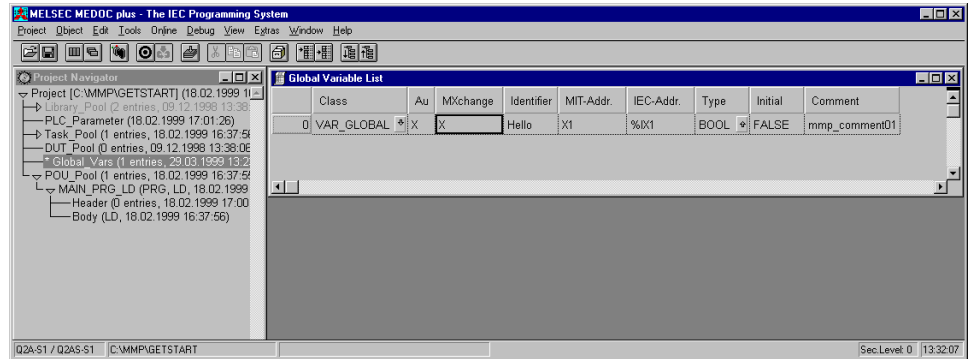 MELSEC MEDOC plus - The IEC Programming System
Project Object Edit Tools Online Debug View Extras Window Help
Project Navigator
Project [C:\MMP\GETSTART] (18.02.1999 1
Library_Pool (2 entries, 09.12.1998 13:38:
PLC_Parameter (18.02.1999 17:01:26)
Task_Pool (1 entries, 18.02.1999 16:37:56
DUT_Pool (0 entries, 09.12.1998 13:38:06
* Global_Vars (1 entries, 29.03.1999 13:2
POU_Pool (1 entries, 18.02.1999 16:37:5
MAIN_PRG_LD (PRG, LD, 18.02.1999
Header (0 entries, 18.02.1999 17:00
Body (LD, 18.02.1999 16:37:56)
Global Variable List
Class Au MXchange Identifier MIT-Addr. IEC-Addr. Type Initial Comment
0 VAR_GLOBAL X X Hello X1 %IX1 BOOL FALSE mmp_comment01
Q2A-S1 / Q2AS-S1 C:\MMP\GETSTART Sec.Level: 0 13:32:07